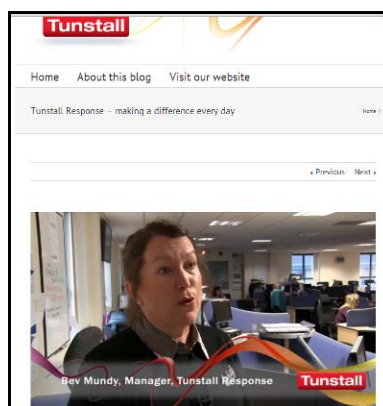 Tunstall
Home About this blog Visit our website
Tunstall Response – making a difference every day Home /
‹ Previous Next ›
Bev Mundy, Manager, Tunstall Response Tunstall